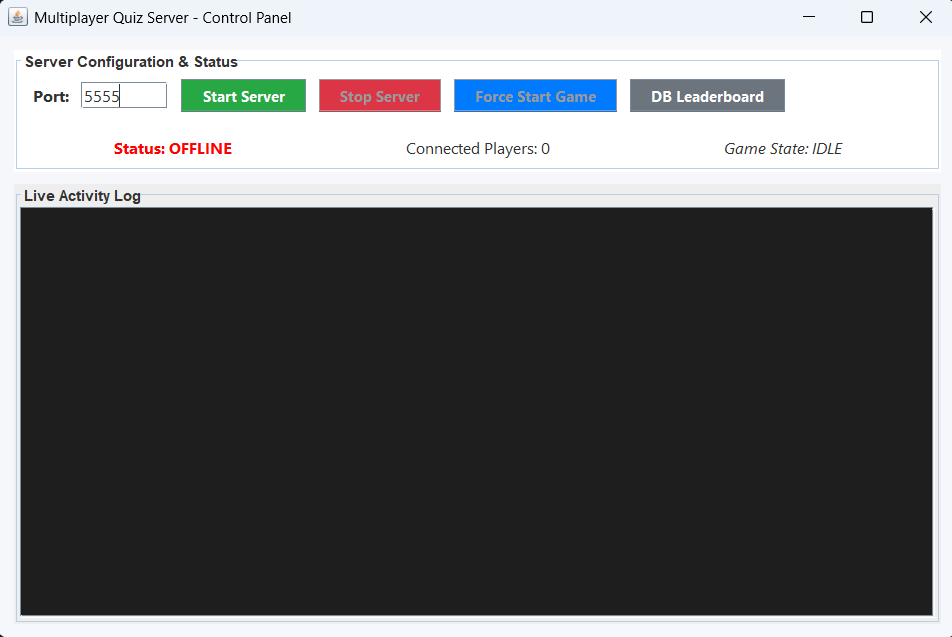 Multiplayer Quiz Server - Control Panel
Server Configuration & Status
Port: 5555 Start Server Stop Server Force Start Game DB Leaderboard
Status: OFFLINE Connected Players: 0 Game State: IDLE
Live Activity Log